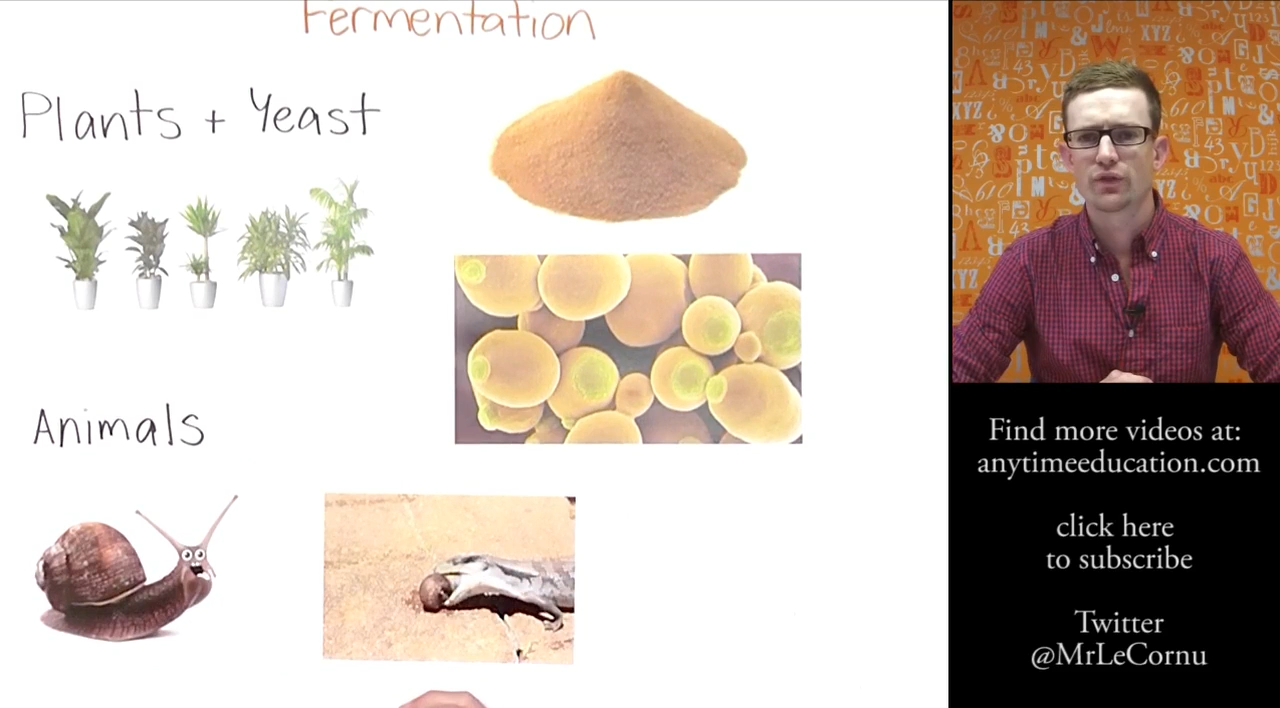 Fermentation
Plants + Yeast
Animals
Find more videos at:
anytimeeducation.com
click here
to subscribe
Twitter
@MrLeCornu